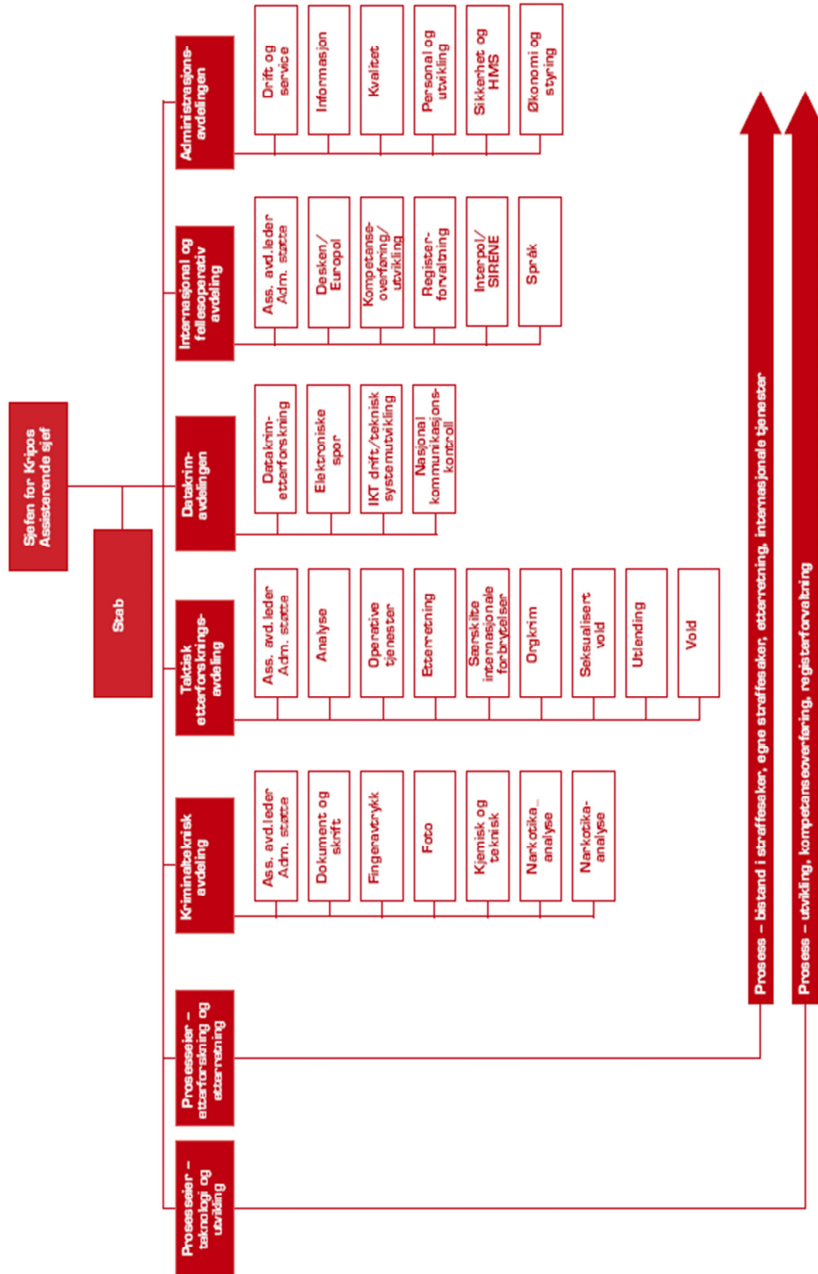 Sjefen for Kripos
Assisterende sjef
Stab
Prosesseier –
teknologi og
utvikling
Prosesseier –
etterforskning og
etterretning
Kriminalteknisk
avdeling
Ass. avd.leder
Adm. støtte
Dokument og
skrift
Fingeravtrykk
Foto
Kjemisk og
teknisk
Narkotika_
analyse
Narkotika-
analyse
Taktisk
etterforsknings-
avdeling
Ass. avd.leder
Adm. støtte
Analyse
Operative
tjenester
Etterretning
Særskilte
internasjonale
forbrytelser
Orgkrim
Seksualisert
vold
Utlending
Vold
Datakrim-
avdelingen
Datakrim-
etterforskning
Elektroniske
spor
IKT drift/teknisk
systemutvikling
Nasjonal
kommunikasjons-
kontroll
Internasjonal og
fellesoperativ
avdeling
Ass. avd.leder
Adm. støtte
Desken/
Europol
Kompetanse-
overføring/
utvikling
Register-
forvaltning
Interpol/
SIRENE
Språk
Administrasjons-
avdelingen
Drift og
service
Informasjon
Kvalitet
Personal og
utvikling
Sikkerhet og
HMS
Økonomi og
styring
Prosess – bistand i straffesaker, egne straffesaker, etterretning, internasjonale tjenester
Prosess – utvikling, kompetanseoverføring, registerforvaltning